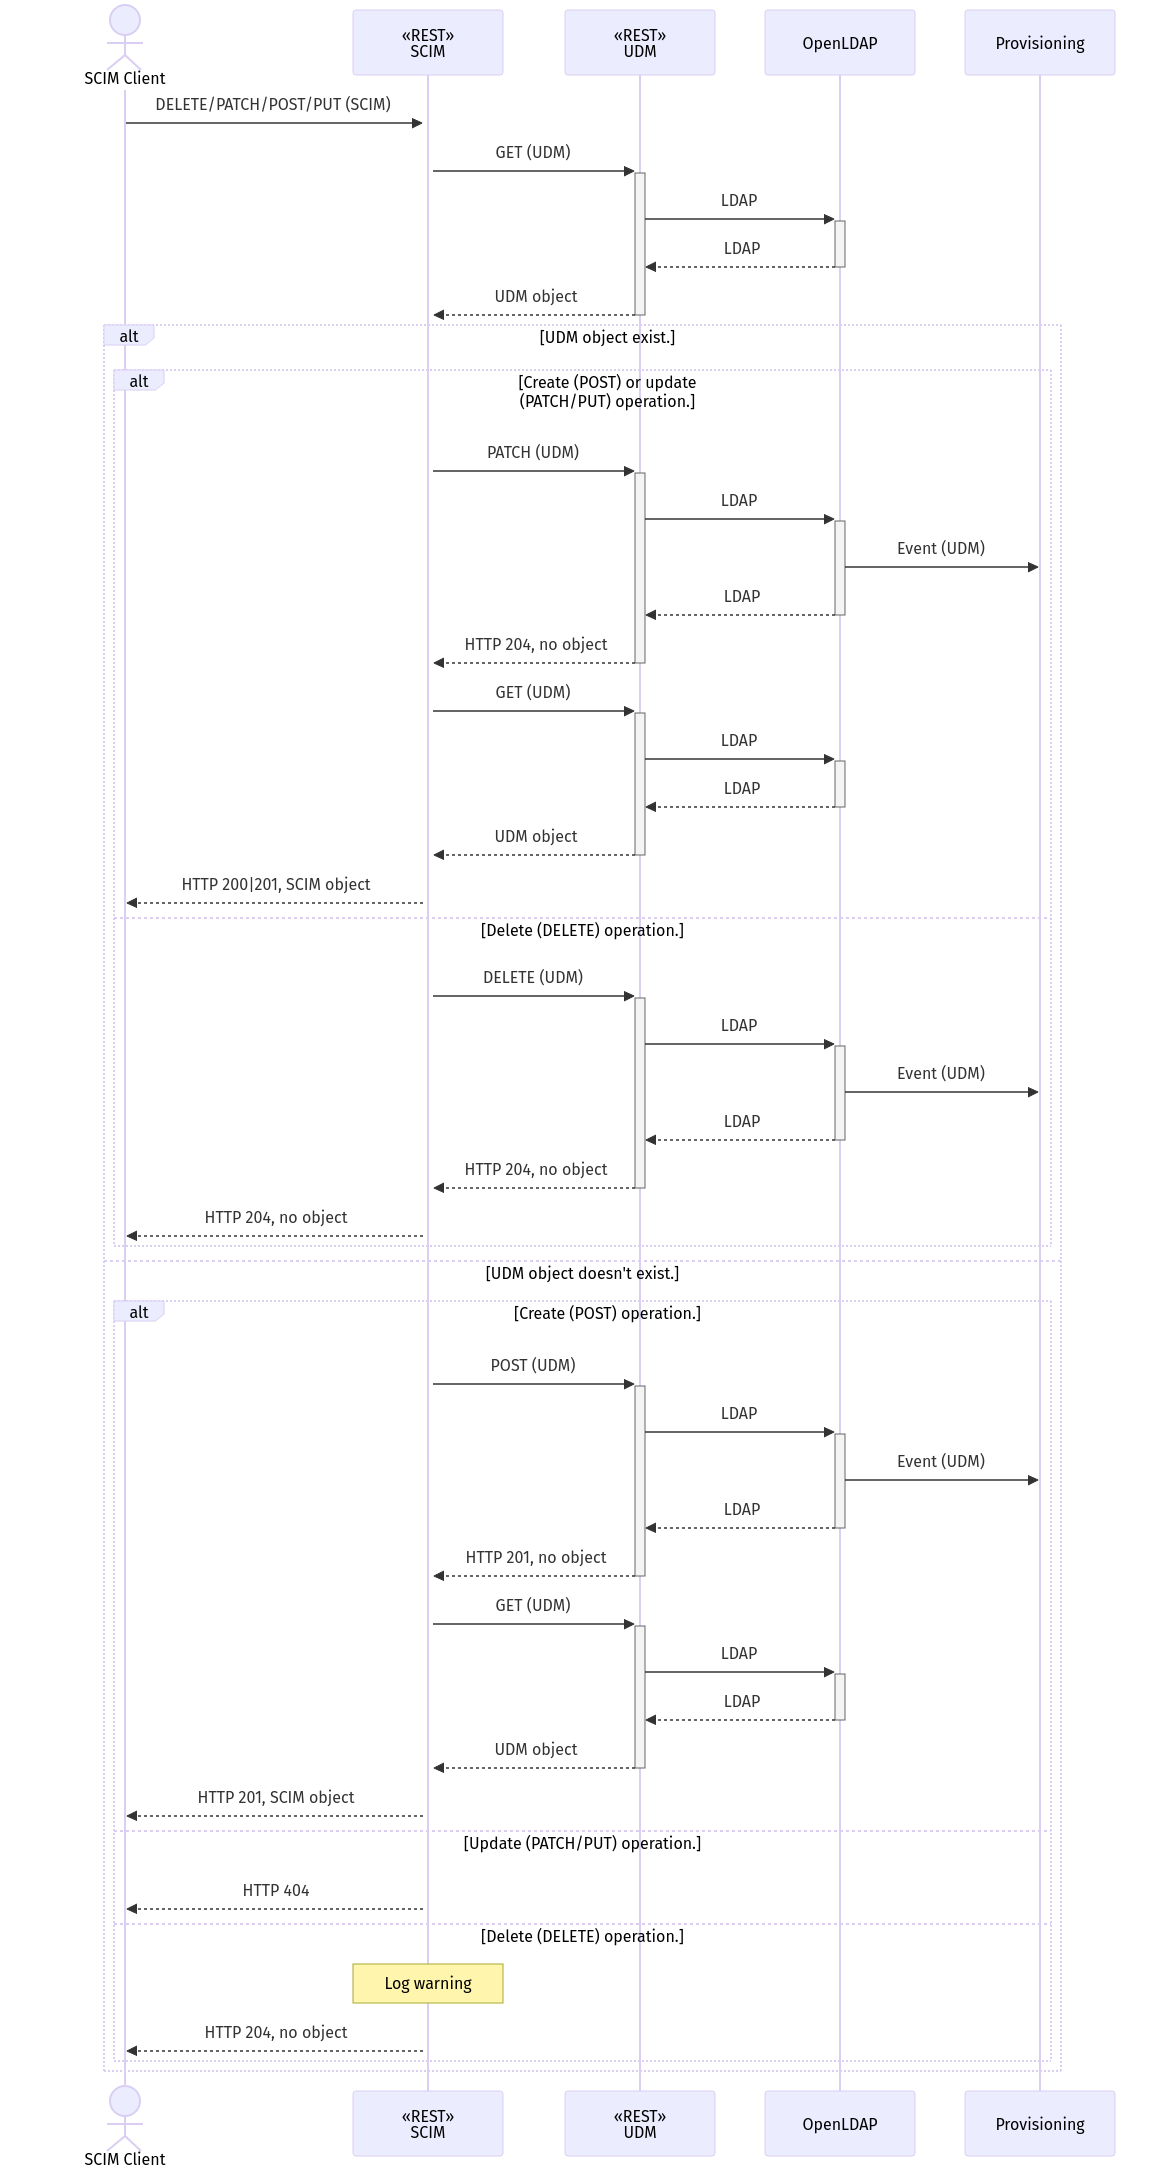 SCIM Client
«REST»
SCIM
«REST»
UDM
OpenLDAP
Provisioning
DELETE/PATCH/POST/PUT (SCIM)
GET (UDM)
LDAP
LDAP
UDM object
alt
[UDM object exist.]
alt
[Create (POST) or update
(PATCH/PUT) operation.]
PATCH (UDM)
LDAP
Event (UDM)
LDAP
HTTP 204, no object
GET (UDM)
LDAP
LDAP
UDM object
HTTP 200|201, SCIM object
[Delete (DELETE) operation.]
DELETE (UDM)
LDAP
Event (UDM)
LDAP
HTTP 204, no object
HTTP 204, no object
[UDM object doesn't exist.]
alt
[Create (POST) operation.]
POST (UDM)
LDAP
Event (UDM)
LDAP
HTTP 201, no object
GET (UDM)
LDAP
LDAP
UDM object
HTTP 201, SCIM object
[Update (PATCH/PUT) operation.]
HTTP 404
[Delete (DELETE) operation.]
Log warning
HTTP 204, no object
SCIM Client
«REST»
SCIM
«REST»
UDM
OpenLDAP
Provisioning